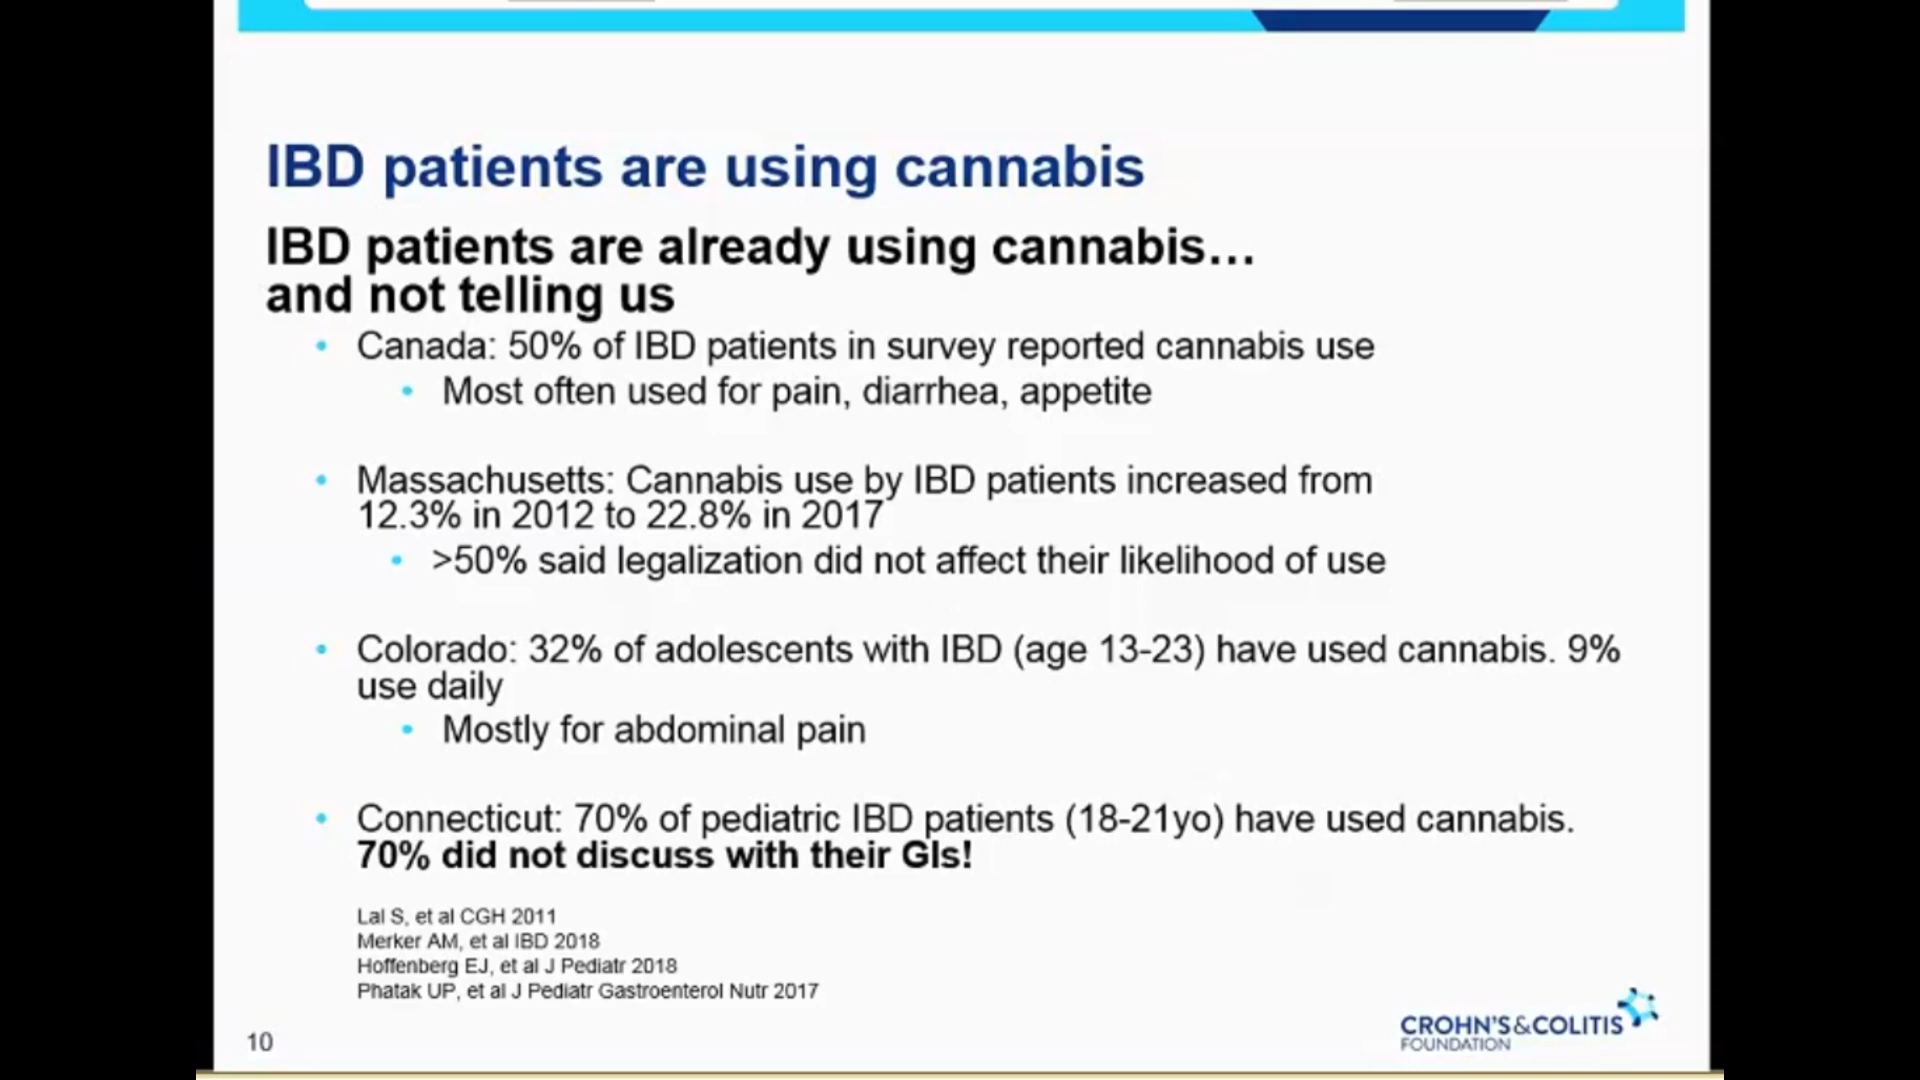 IBD patients are using cannabis
IBD patients are already using cannabis…
and not telling us
• Canada: 50% of IBD patients in survey reported cannabis use
• Most often used for pain, diarrhea, appetite
• Massachusetts: Cannabis use by IBD patients increased from
12.3% in 2012 to 22.8% in 2017
• >50% said legalization did not affect their likelihood of use
• Colorado: 32% of adolescents with IBD (age 13-23) have used cannabis. 9%
use daily
• Mostly for abdominal pain
• Connecticut: 70% of pediatric IBD patients (18-21yo) have used cannabis.
70% did not discuss with their GIs!
Lal S, et al CGH 2011
Merker AM, et al IBD 2018
Hoffenberg EJ, et al J Pediatr 2018
Phatak UP, et al J Pediatr Gastroenterol Nutr 2017
10
CROHN'S & COLITIS
FOUNDATION